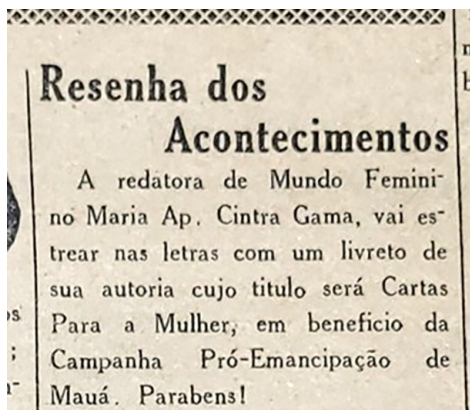 Resenha dos
Acontecimentos
A redatora de Mundo Femini-
no Maria Ap. Cintra Gama, vai es-
trear nas letras com um livreto de
sua autoria cujo titulo será Cartas
Para a Mulher, em beneficio da
Campanha Pró-Emancipação de
Mauá. Parabens!